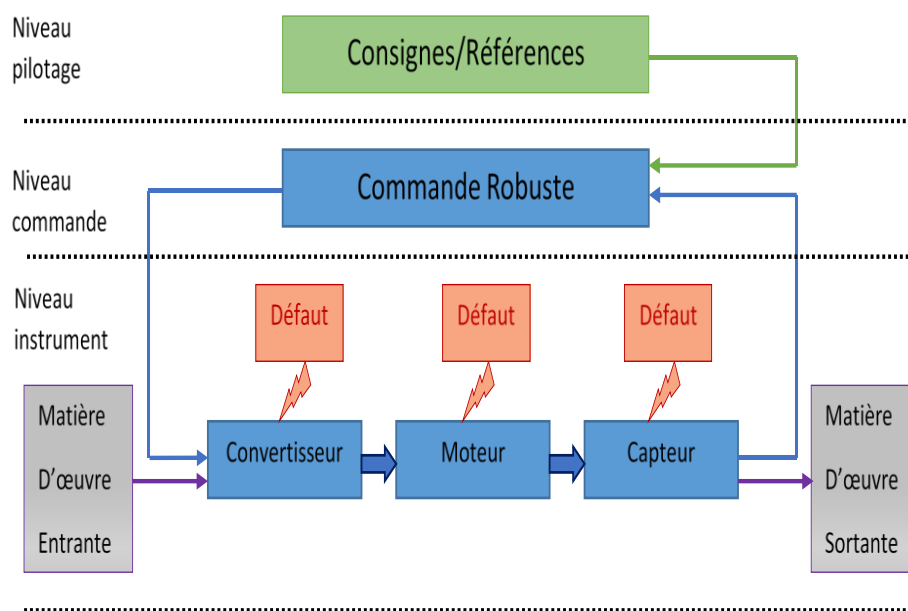 Niveau
pilotage
Consignes/Références
Niveau
commande
Commande Robuste
Niveau
instrument
Défaut
Défaut
Défaut
Matière
D'œuvre
Entrante
Convertisseur
Moteur
Capteur
Matière
D'œuvre
Sortante